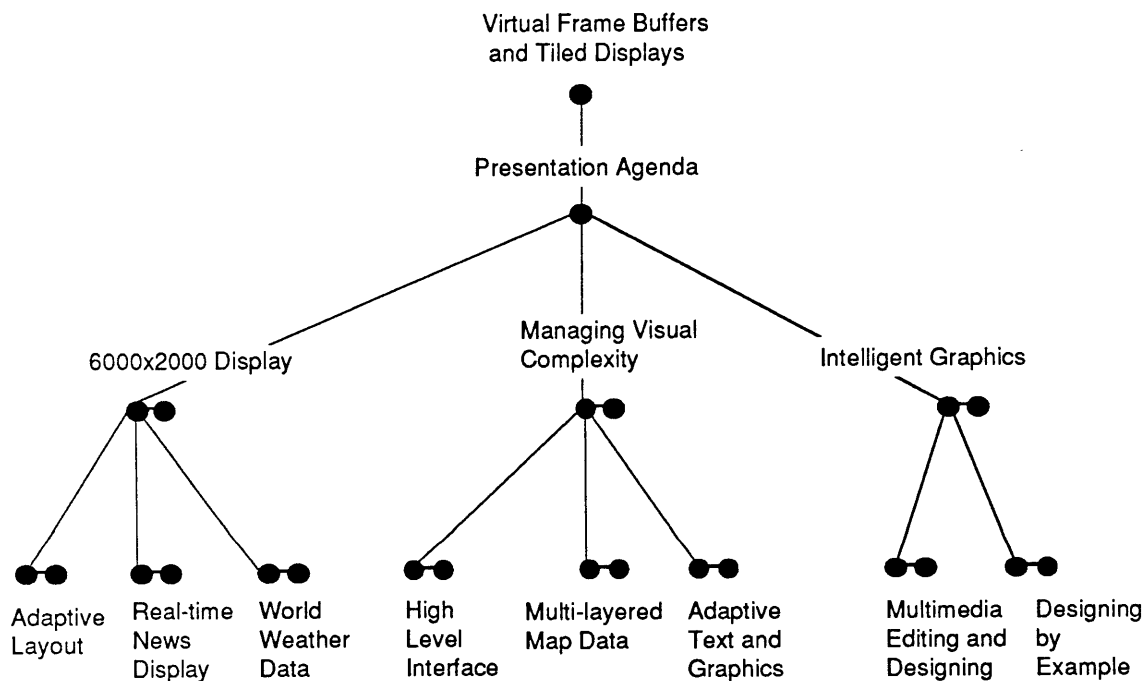 Virtual Frame Buffers
and Tiled Displays
Presentation Agenda
6000x2000 Display
Managing Visual
Complexity
Intelligent Graphics
Adaptive
Layout
Real-time
News
Display
World
Weather
Data
High
Level
Interface
Multi-layered
Map Data
Adaptive
Text and
Graphics
Multimedia
Editing and
Designing
Designing
by
Example